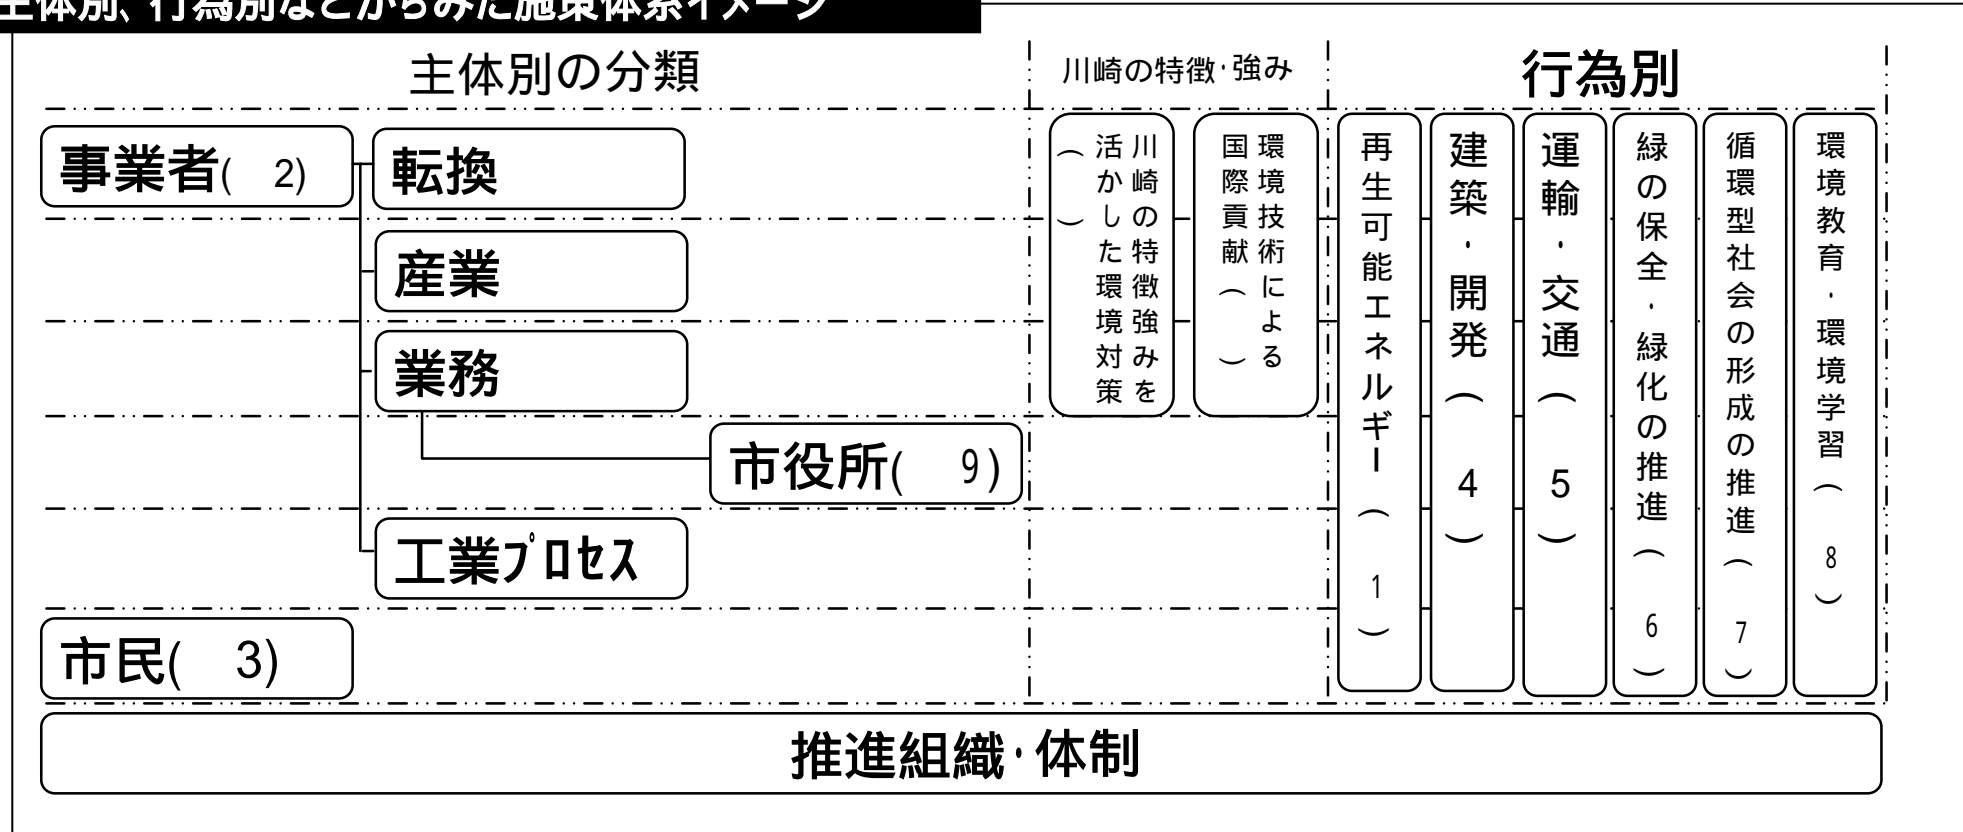 主体別、行為別などからみた施策体系イメージ
主体別の分類
川崎の特徴・強み
行為別
事業者( 2)
転換
産業
業務
市役所( 9)
工業プロセス
市民( 3)
川崎の特徴強みを
活かした環境対策
( )
環境技術による
国際貢献( )
再生可能エネルギー( 1)
建築・開発( 4)
運輸・交通( 5)
緑の保全・緑化の推進( 6)
循環型社会の形成の推進( 7)
環境教育・環境学習( 8)
推進組織・体制